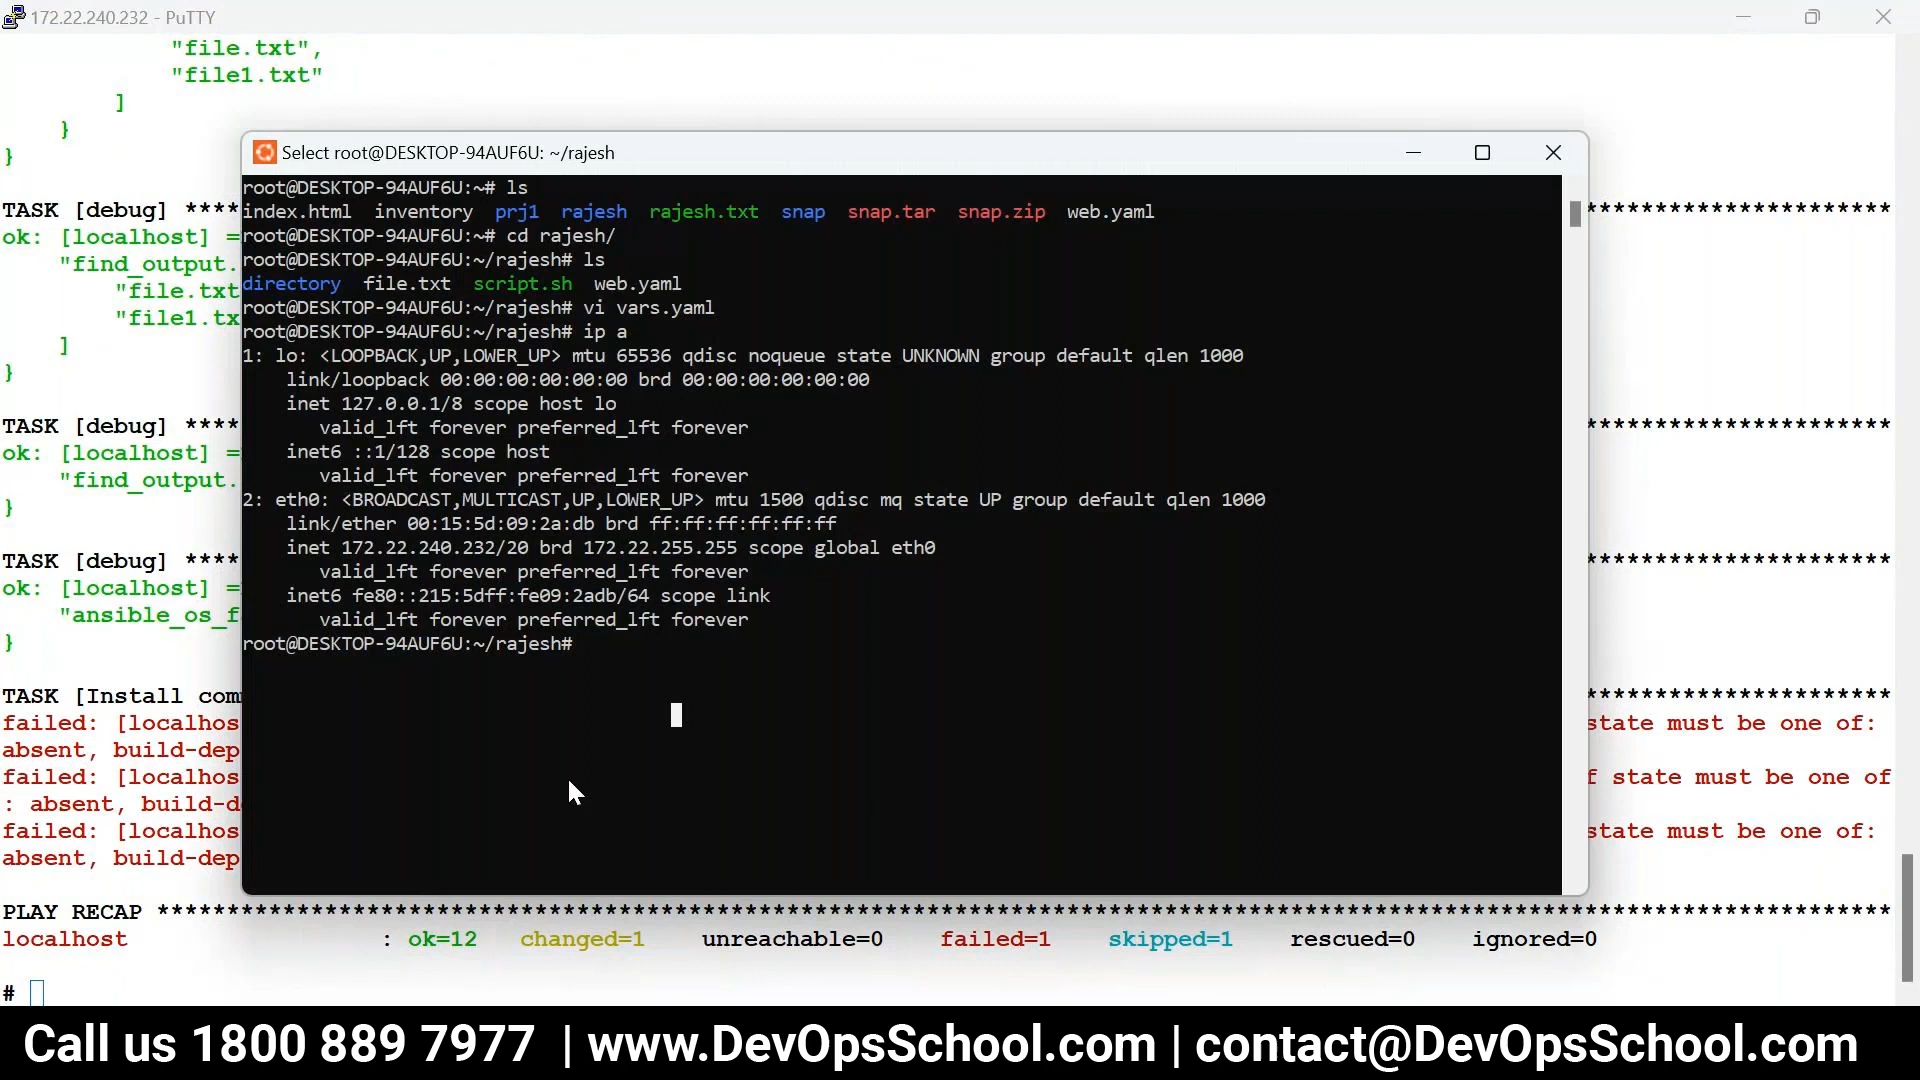 172.22.240.232 - PuTTY
"file.txt",
"file1.txt"
]
}
}
TASK [debug] ****
ok: [localhost] =
"find_output.
"file.txt
"file1.tx
]
}
TASK [debug] ****
ok: [localhost] =
"find_output.
}
TASK [debug] ****
ok: [localhost] =
"ansible_os_f
}
TASK [Install com
failed: [localhos
absent, build-dep
failed: [localhos
: absent, build-d
failed: [localhos
absent, build-dep
Select root@DESKTOP-94AUF6U: ~/rajesh
root@DESKTOP-94AUF6U:~# ls
index.html inventory prj1 rajesh rajesh.txt snap snap.tar snap.zip web.yaml
root@DESKTOP-94AUF6U:~# cd rajesh/
root@DESKTOP-94AUF6U:~/rajesh# ls
directory file.txt script.sh web.yaml
root@DESKTOP-94AUF6U:~/rajesh# vi vars.yaml
root@DESKTOP-94AUF6U:~/rajesh# ip a
1: lo: <LOOPBACK,UP,LOWER_UP> mtu 65536 qdisc noqueue state UNKNOWN group default qlen 1000
link/loopback 00:00:00:00:00:00 brd 00:00:00:00:00:00
inet 127.0.0.1/8 scope host lo
valid_lft forever preferred_lft forever
inet6 ::1/128 scope host
valid_lft forever preferred_lft forever
2: eth0: <BROADCAST,MULTICAST,UP,LOWER_UP> mtu 1500 qdisc mq state UP group default qlen 1000
link/ether 00:15:5d:09:2a:db brd ff:ff:ff:ff:ff:ff
inet 172.22.240.232/20 brd 172.22.255.255 scope global eth0
valid_lft forever preferred_lft forever
inet6 fe80::215:5dff:fe09:2adb/64 scope link
valid_lft forever preferred_lft forever
root@DESKTOP-94AUF6U:~/rajesh#
**********************
**********************
**********************
**********************
state must be one of:
f state must be one of
state must be one of:
PLAY RECAP ****************************************************************************************************************************
localhost : ok=12 changed=1 unreachable=0 failed=1 skipped=1 rescued=0 ignored=0
#
Call us 1800 889 7977 | www.DevOpsSchool.com | contact@DevOpsSchool.com